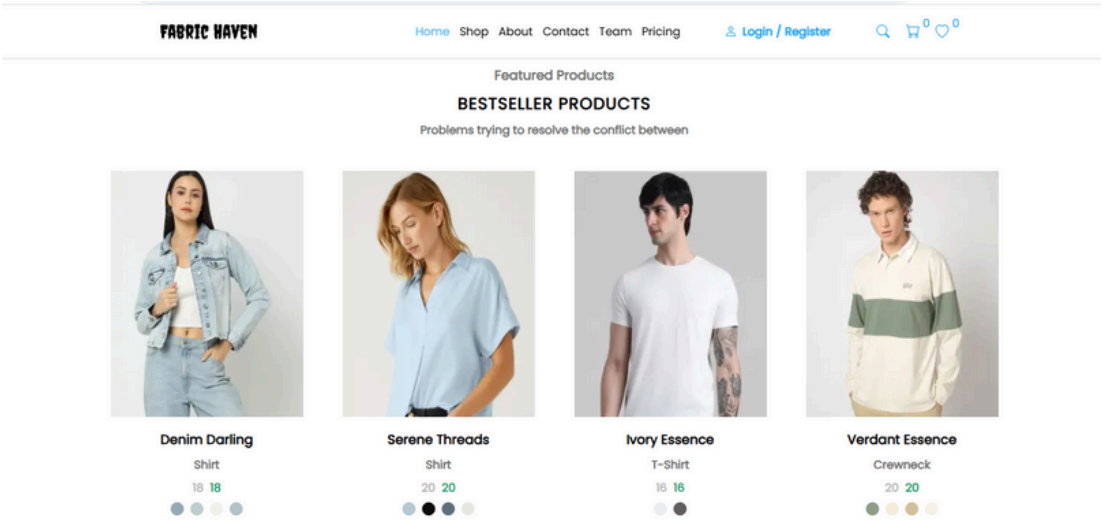 FABRIC HAVEN Home Shop About Contact Team Pricing Login / Register 0 0
Featured Products
BESTSELLER PRODUCTS
Problems trying to resolve the conflict between
Denim Darling Serene Threads Ivory Essence Verdant Essence
Shirt Shirt T-Shirt Crewneck
18 18 20 20 16 16 20 20